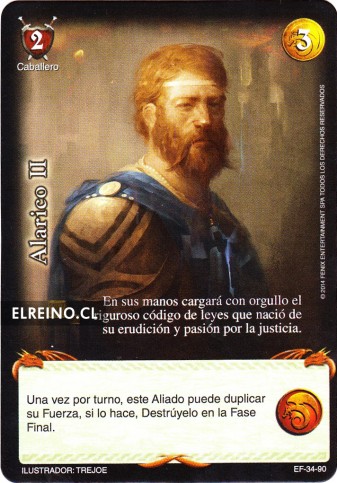 2
3
Caballero
Alarico II
© 2014 FENIX ENTERTAINMENT SPA TODOS LOS DERECHOS RESERVADOS
En sus manos cargará con orgullo el
riguroso código de leyes que nació de
su erudición y pasión por la justicia.
ELREINO.CL
Una vez por turno, este Aliado puede duplicar
su Fuerza, si lo hace, Destrúyelo en la Fase
Final.
ILUSTRADOR: TREJOE
EF-34-90